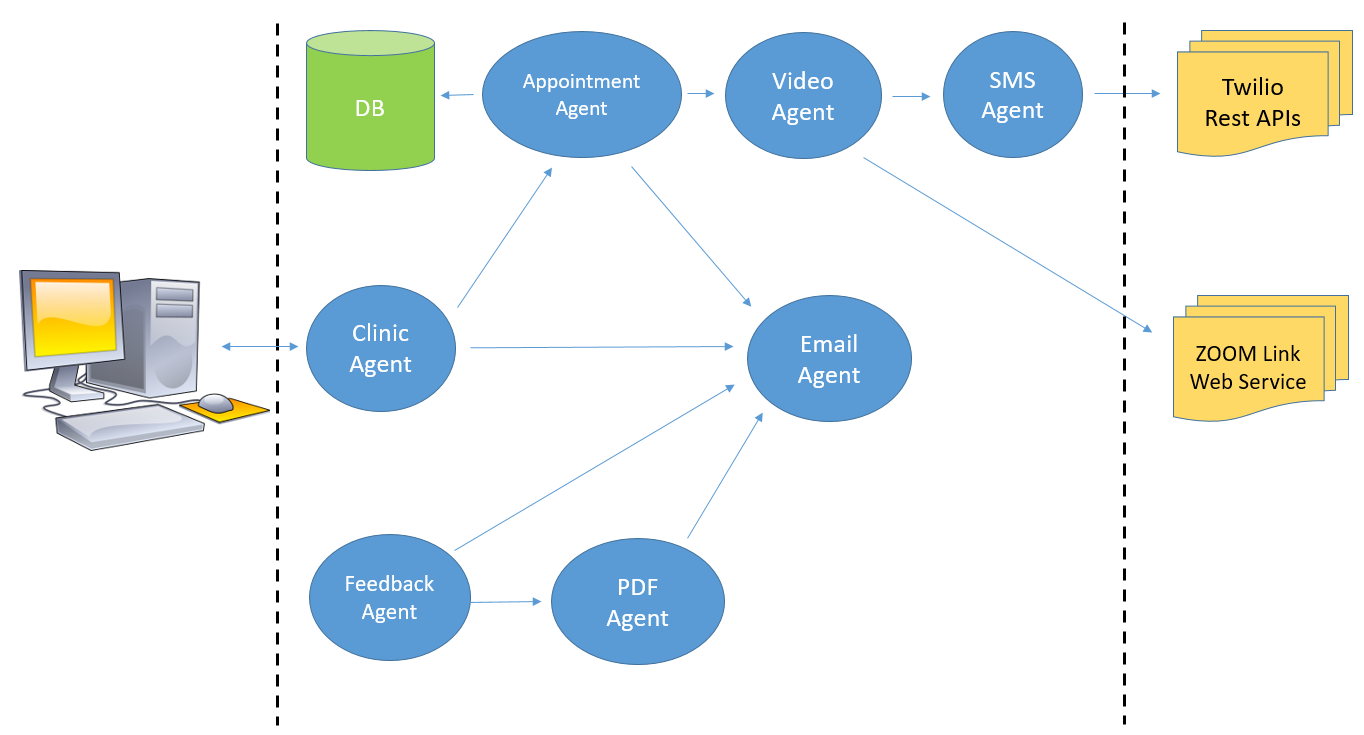 DB
Appointment
Agent
Video
Agent
SMS
Agent
Twilio
Rest APIs
Clinic
Agent
Email
Agent
ZOOM Link
Web Service
Feedback
Agent
PDF
Agent